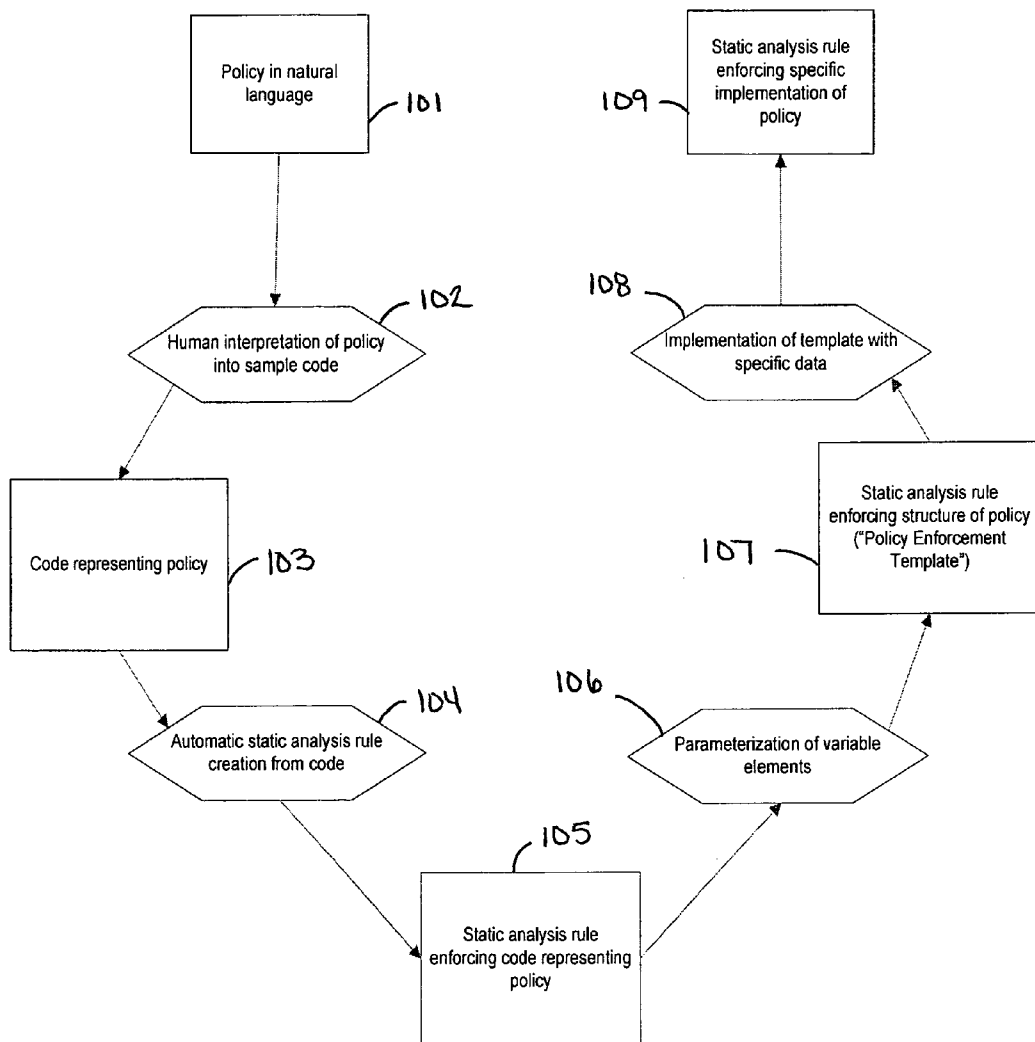 Policy in natural
language
101
Static analysis rule
enforcing specific
implementation of
policy
109
102
Human interpretation of policy
into sample code
108
Implementation of template with
specific data
Code representing policy
103
Static analysis rule
enforcing structure of policy
("Policy Enforcement
Template")
107
104
Automatic static analysis rule
creation from code
106
Parameterization of variable
elements
105
Static analysis rule
enforcing code representing
policy